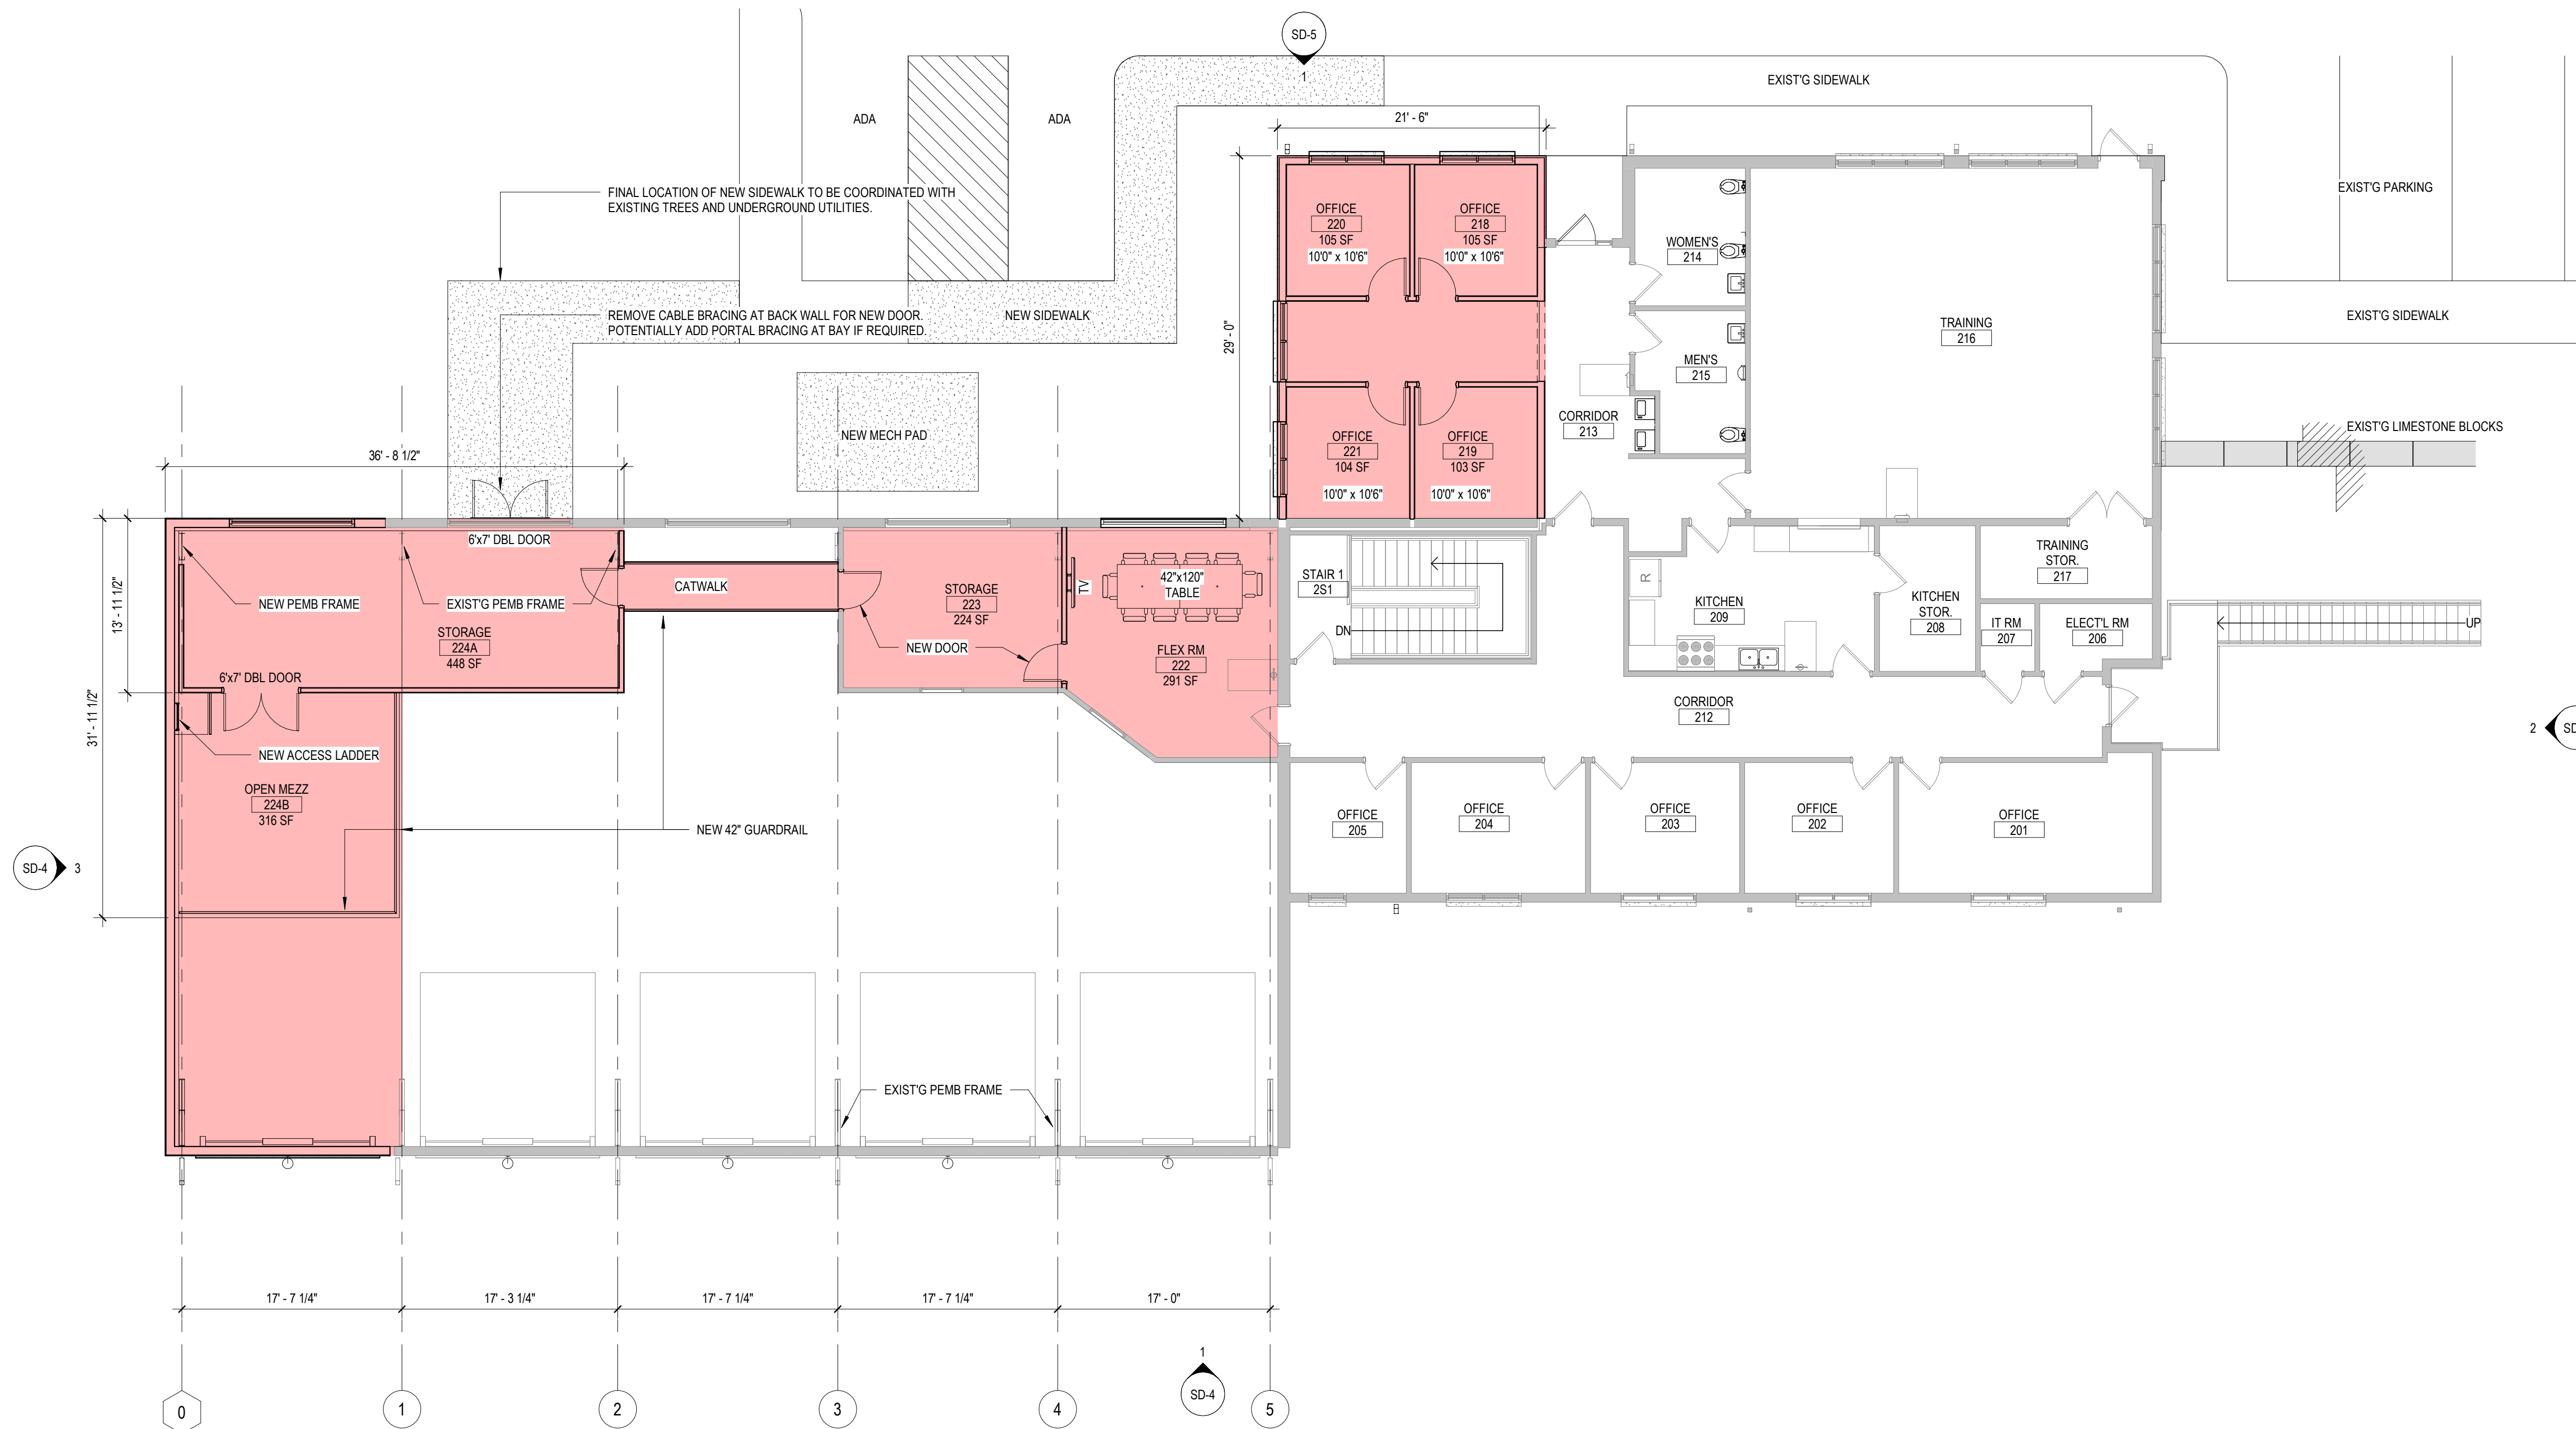 SD-5
1
EXIST'G SIDEWALK
ADA
ADA
21' - 6"
FINAL LOCATION OF NEW SIDEWALK TO BE COORDINATED WITH
EXISTING TREES AND UNDERGROUND UTILITIES.
EXIST'G PARKING
OFFICE
220
105 SF
10'0" x 10'6"
OFFICE
218
105 SF
10'0" x 10'6"
WOMEN'S
214
REMOVE CABLE BRACING AT BACK WALL FOR NEW DOOR.
POTENTIALLY ADD PORTAL BRACING AT BAY IF REQUIRED.
NEW SIDEWALK
29' - 0"
TRAINING
216
EXIST'G SIDEWALK
MEN'S
215
CORRIDOR
213
NEW MECH PAD
OFFICE
221
104 SF
10'0" x 10'6"
OFFICE
219
103 SF
10'0" x 10'6"
EXIST'G LIMESTONE BLOCKS
36' - 8 1/2"
6'x7' DBL DOOR
13' - 11 1/2"
NEW PEMB FRAME
EXIST'G PEMB FRAME
CATWALK
STORAGE
223
224 SF
TV
42"x120"
TABLE
STAIR 1
2S1
DN
R
KITCHEN
209
KITCHEN
STOR.
208
TRAINING
STOR.
217
IT RM
207
ELECT'L RM
206
UP
STORAGE
224A
448 SF
NEW DOOR
FLEX RM
222
291 SF
6'x7' DBL DOOR
31' - 11 1/2"
CORRIDOR
212
2
SD
NEW ACCESS LADDER
OPEN MEZZ
224B
316 SF
NEW 42" GUARDRAIL
OFFICE
205
OFFICE
204
OFFICE
203
OFFICE
202
OFFICE
201
SD-4
3
EXIST'G PEMB FRAME
17' - 7 1/4"
17' - 3 1/4"
17' - 7 1/4"
17' - 7 1/4"
17' - 0"
1
SD-4
0
1
2
3
4
5